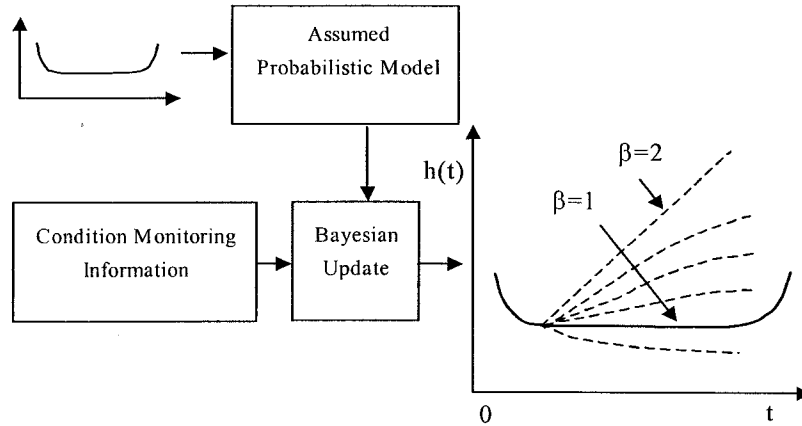 Assumed
Probabilistic Model
Condition Monitoring
Information
Bayesian
Update
h(t)
β=2
β=1
0
t